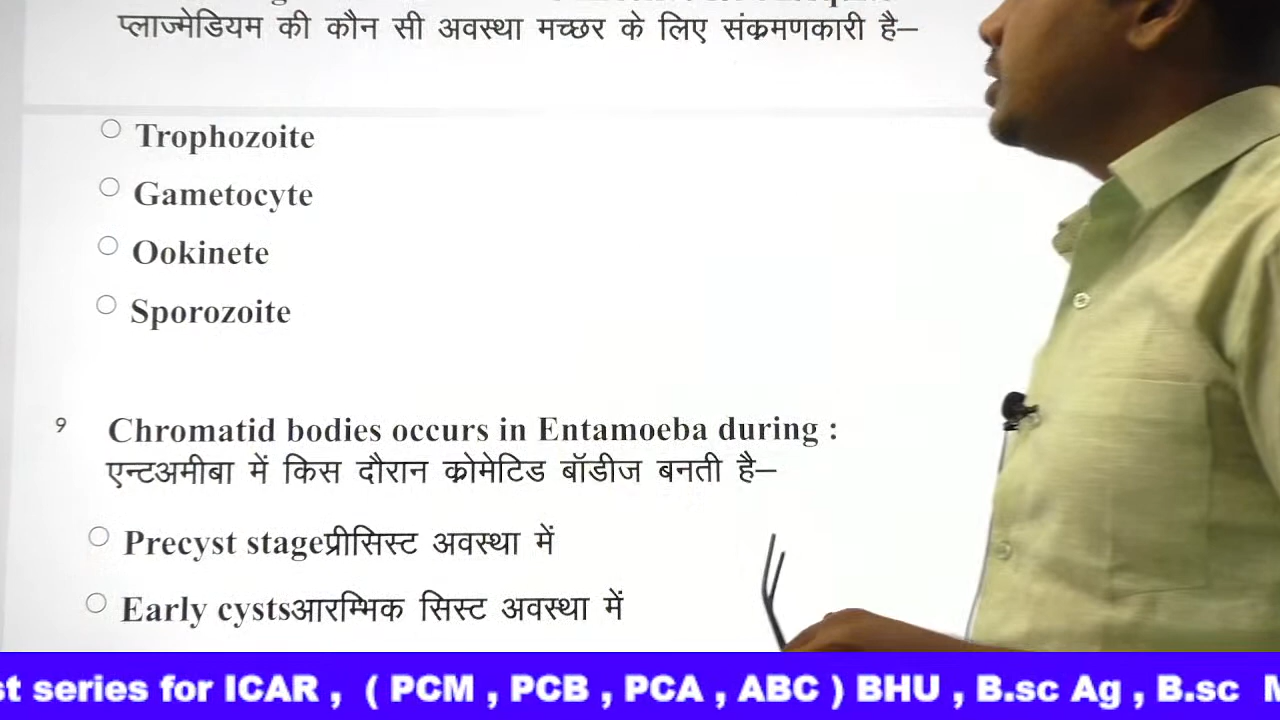 प्लाज्मेडियम की कौन सी अवस्था मच्छर के लिए संक्रमणकारी है–
Trophozoite
Gametocyte
Ookinete
Sporozoite
9 Chromatid bodies occurs in Entamoeba during :
एन्टअमीबा में किस दौरान क्रोमेटिड बॉडीज बनती है–
Precyst stageप्रीसिस्ट अवस्था में
Early cystsआरम्भिक सिस्ट अवस्था में
st series for ICAR , ( PCM , PCB , PCA , ABC ) BHU , B.sc Ag , B.sc